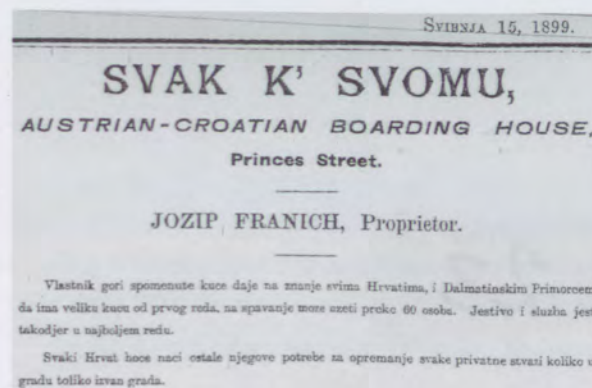 SVIBNJA 15, 1899.
SVAK K' SVOMU,
AUSTRIAN-CROATIAN BOARDING HOUSE,
Princes Street.
JOZIP FRANICH, Proprietor.
Vlastnik gori spomenute kuce daje na znanje svima Hrvatima, i Dalmatinskim Primorcem
da ima veliku kucu od prvog reda, na spavanje more uzeti preko 60 osoba. Jestivo i sluzba jest
takodjer u najboljem redu.
Svaki Hrvat hoce naci ostale njegove potrebe za opremanje svake privatne stvari koliko u
gradu toliko izvan grada.